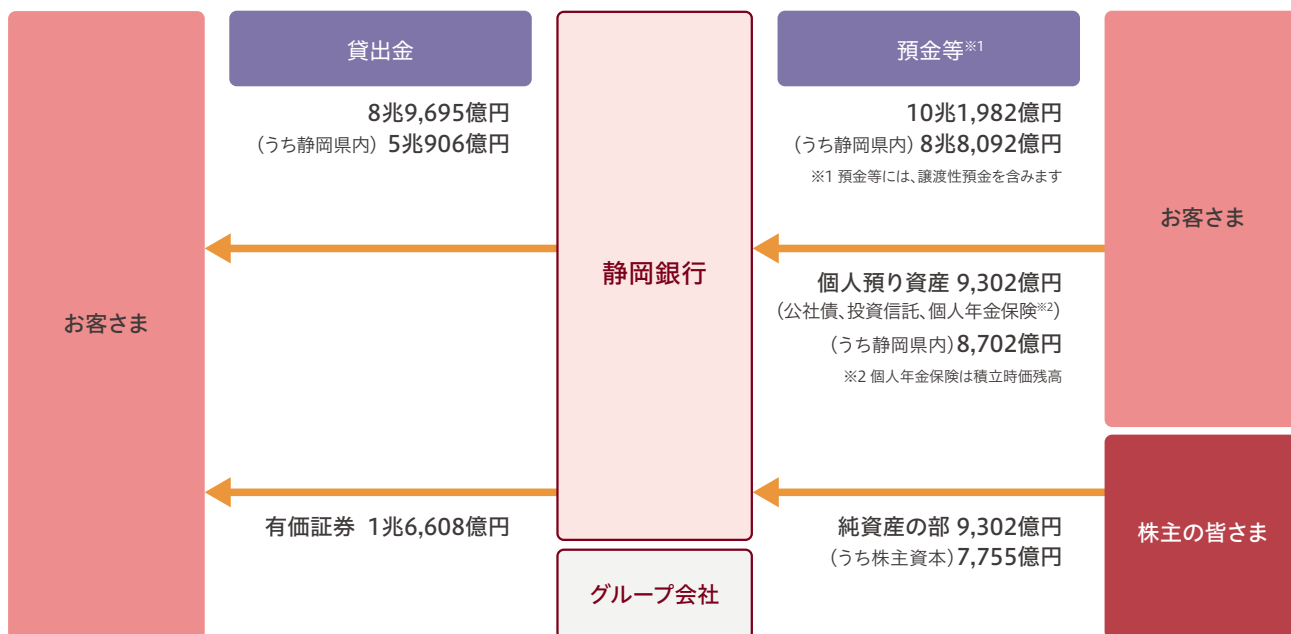 お客さま
貸出金
8兆9,695億円
(うち静岡県内) 5兆906億円
有価証券 1兆6,608億円
静岡銀行
グループ会社
預金等※1
10兆1,982億円
(うち静岡県内) 8兆8,092億円
※1 預金等には、譲渡性預金を含みます
個人預り資産 9,302億円
(公社債、投資信託、個人年金保険※2)
(うち静岡県内) 8,702億円
※2 個人年金保険は積立時価残高
純資産の部 9,302億円
(うち株主資本) 7,755億円
お客さま
株主の皆さま